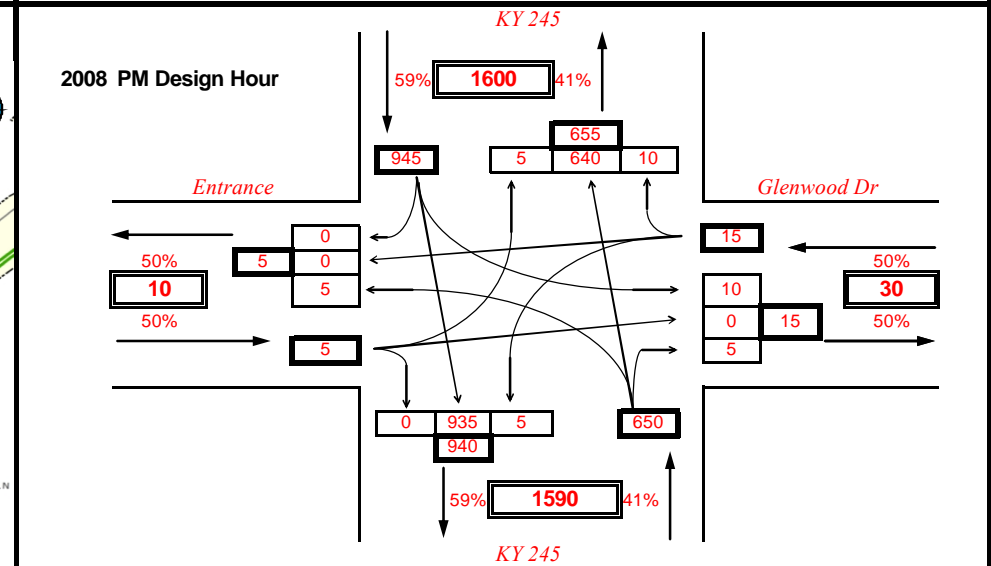 KY 245
2008 PM Design Hour
59% 1600 41%
655
945 5 640 10
Entrance Glenwood Dr
0 15
50% 5 0 50%
10 5 10 30
50% 0 15 50%
5 5
0 935 5 650
940
59% 1590 41%
KY 245
N